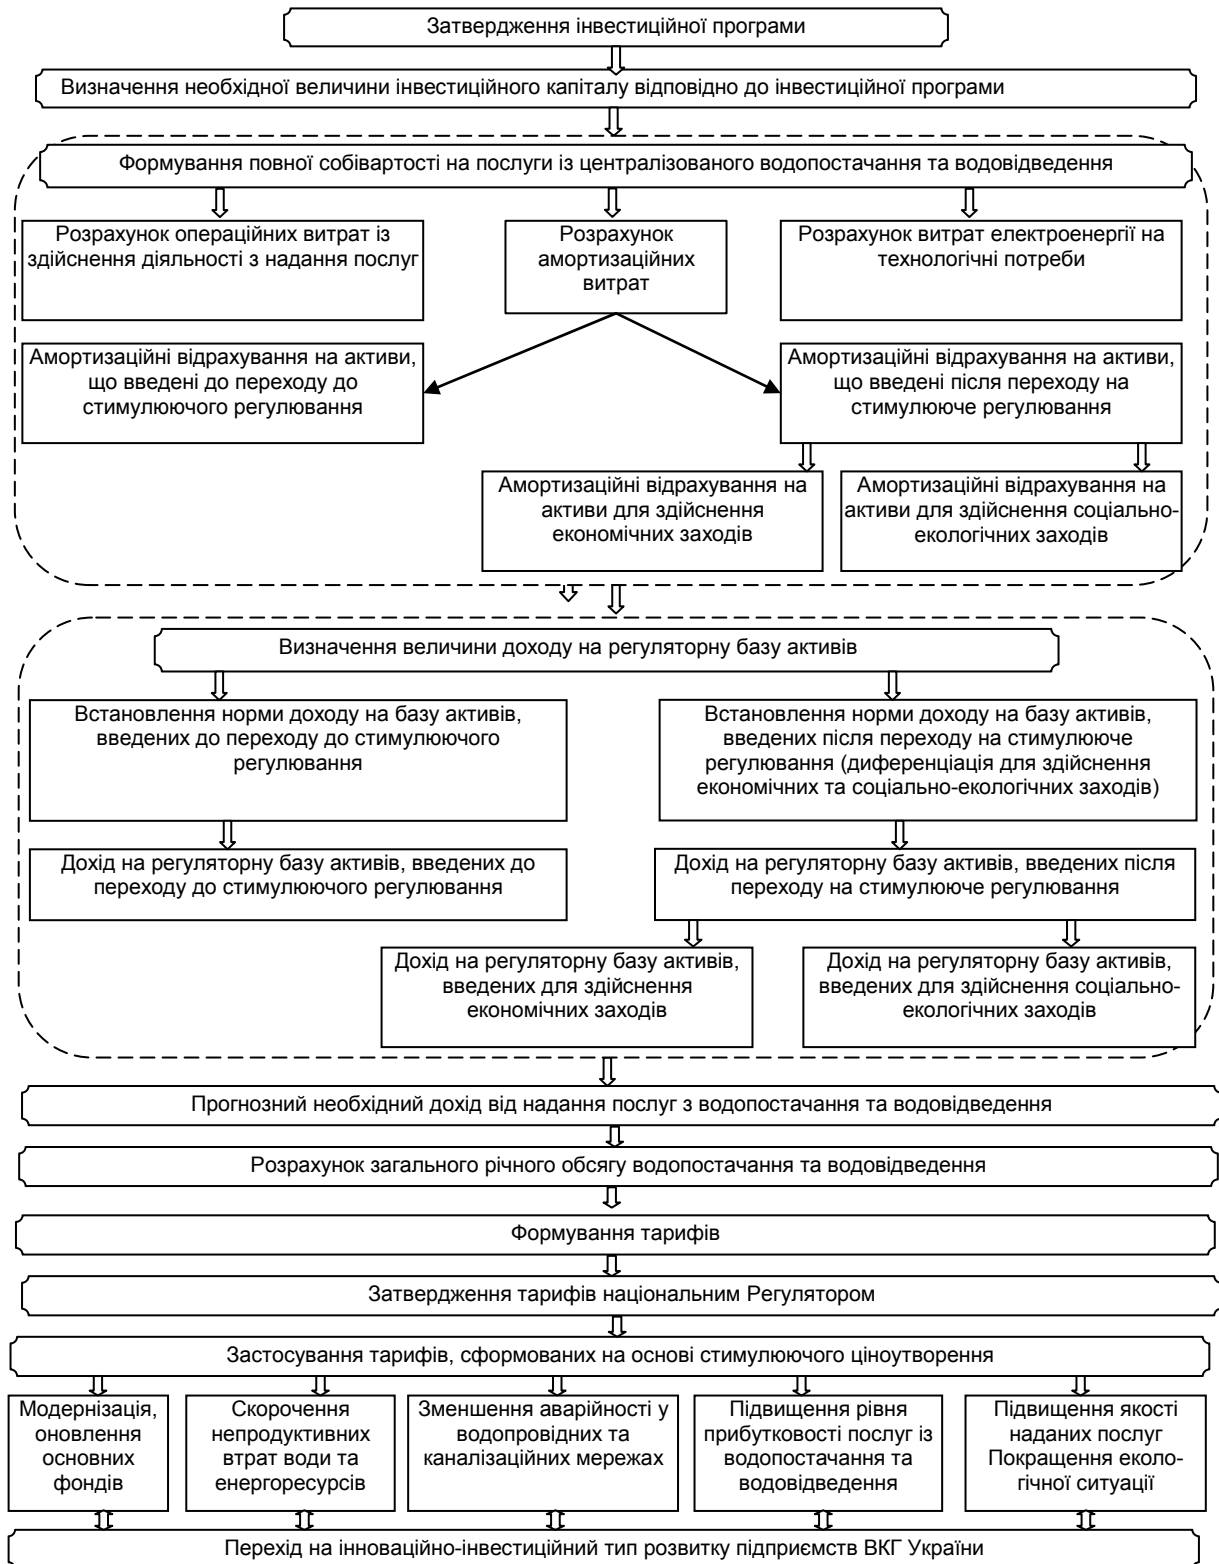 Затвердження інвестиційної програми
Визначення необхідної величини інвестиційного капіталу відповідно до інвестиційної програми
Формування повної собівартості на послуги із централізованого водопостачання та водовідведення
Розрахунок операційних витрат із
здійснення діяльності з надання послуг
Розрахунок
амортизаційних
витрат
Розрахунок витрат електроенергії на
технологічні потреби
Амортизаційні відрахування на активи,
що введені до переходу до
стимулюючого регулювання
Амортизаційні відрахування на активи,
що введені після переходу на
стимулююче регулювання
Амортизаційні відрахування на
активи для здійснення
економічних заходів
Амортизаційні відрахування на
активи для здійснення соціально-
екологічних заходів
Визначення величини доходу на регуляторну базу активів
Встановлення норми доходу на базу активів,
введених до переходу до стимулюючого
регулювання
Встановлення норми доходу на базу активів,
введених після переходу на стимулююче
регулювання (диференціація для здійснення
економічних та соціально-екологічних заходів)
Дохід на регуляторну базу активів, введених до
переходу до стимулюючого регулювання
Дохід на регуляторну базу активів, введених після
переходу на стимулююче регулювання
Дохід на регуляторну базу активів,
введених для здійснення
економічних заходів
Дохід на регуляторну базу активів,
введених для здійснення соціально-
екологічних заходів
Прогнозний необхідний дохід від надання послуг з водопостачання та водовідведення
Розрахунок загального річного обсягу водопостачання та водовідведення
Формування тарифів
Затвердження тарифів національним Регулятором
Застосування тарифів, сформованих на основі стимулюючого ціноутворення
Модернізація,
оновлення
основних
фондів
Скорочення
непродуктивних
втрат води та
енергоресурсів
Зменшення аварійності у
водопровідних та
каналізаційних мережах
Підвищення рівня
прибутковості послуг із
водопостачання та
водовідведення
Підвищення якості
наданих послуг
Покращення еколо-
гічної ситуації
Перехід на інноваційно-інвестиційний тип розвитку підприємств ВКГ України